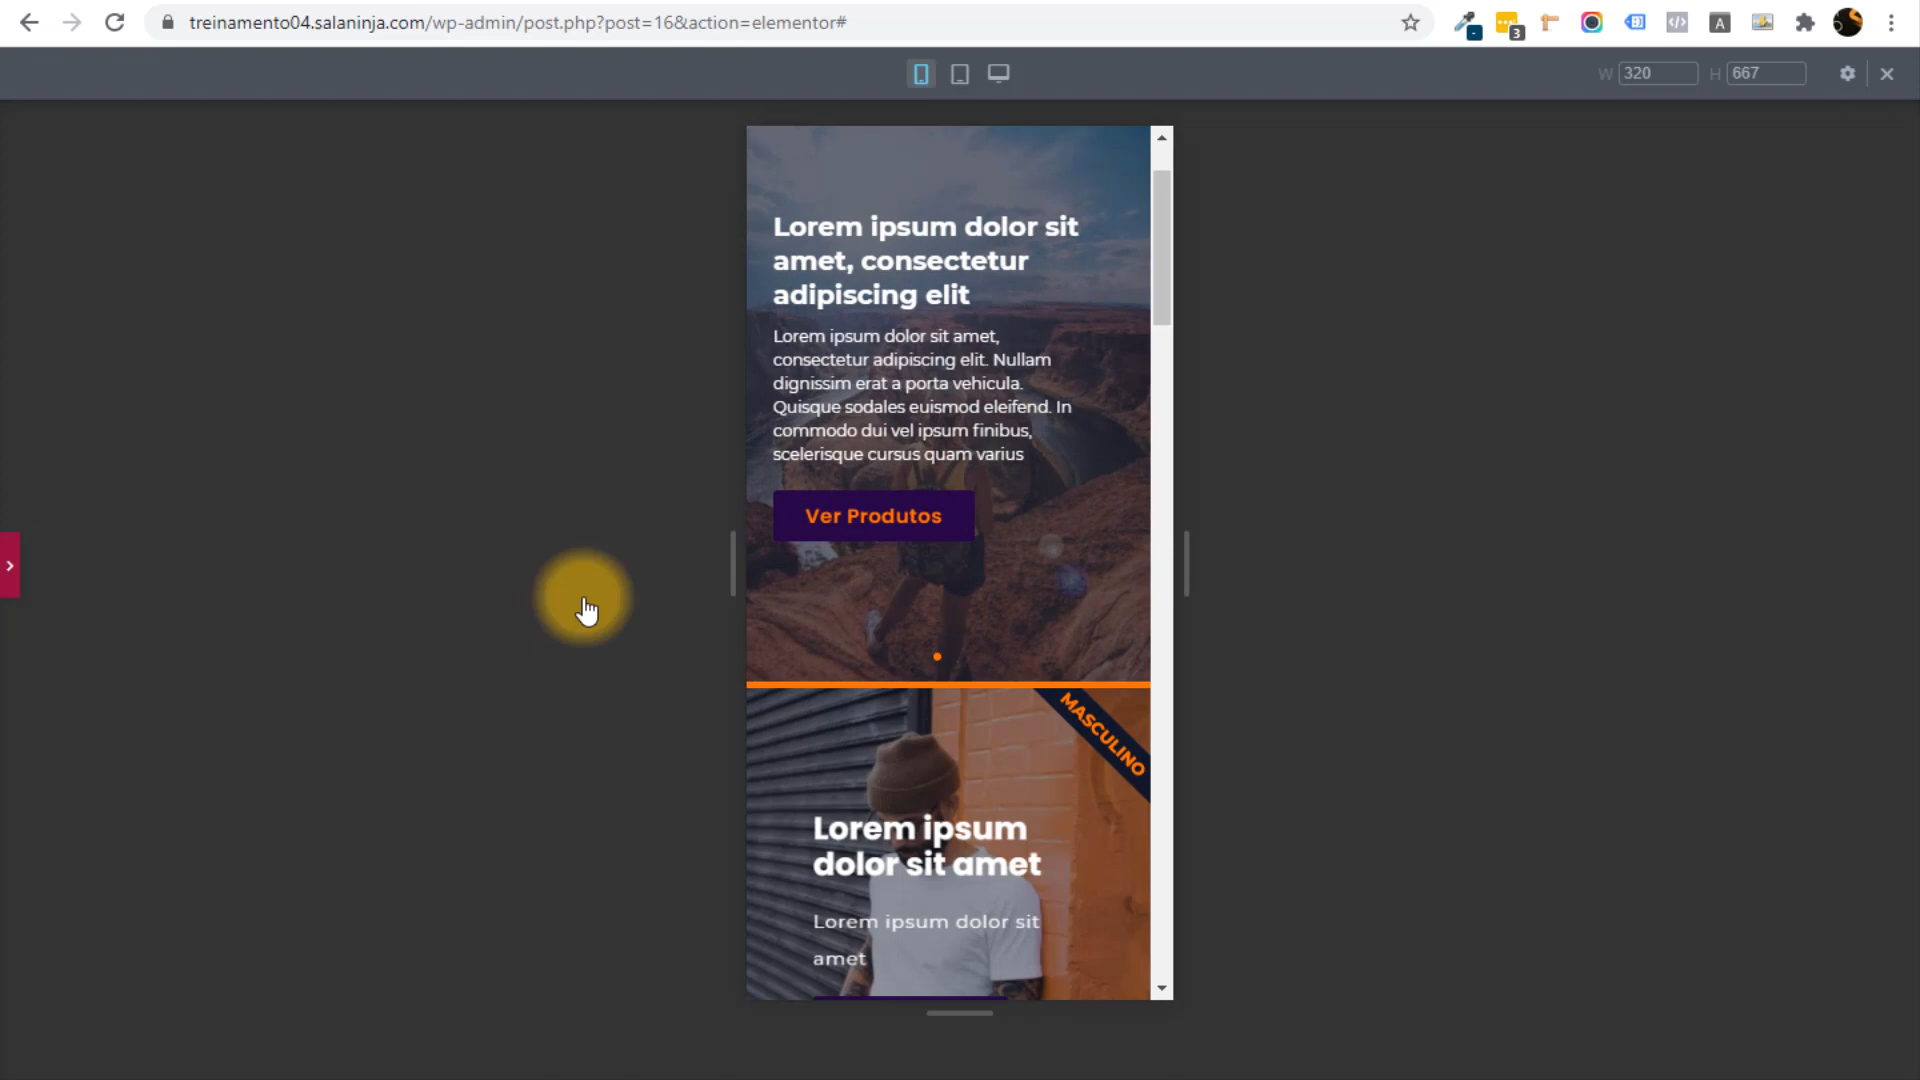 treinamento04.salaninja.com/wp-admin/post.php?post=16&action=elementor#
3
A
W 320 H 667
Lorem ipsum dolor sit
amet, consectetur
adipiscing elit
Lorem ipsum dolor sit amet,
consectetur adipiscing elit. Nullam
dignissim erat a porta vehicula.
Quisque sodales euismod eleifend. In
commodo dui vel ipsum finibus,
scelerisque cursus quam varius
Ver Produtos
MASCULINO
Lorem ipsum
dolor sit amet
Lorem ipsum dolor sit
amet